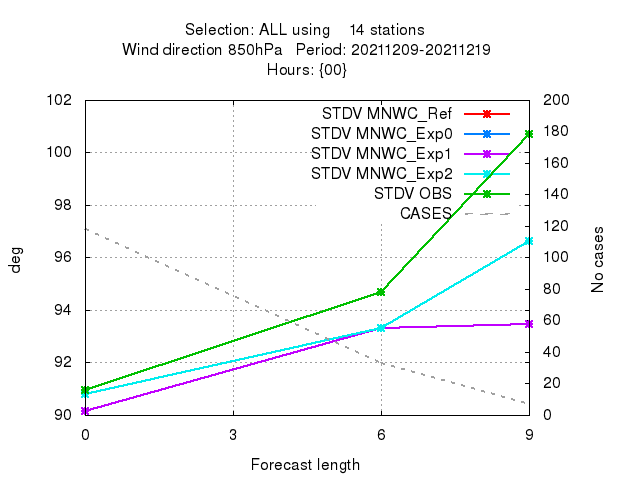 Selection: ALL using 14 stations
Wind direction 850hPa Period: 20211209-20211219
Hours: {00}
STDV MNWC_Ref
STDV MNWC_Exp0
STDV MNWC_Exp1
STDV MNWC_Exp2
STDV OBS
CASES
102
100
98
96
94
92
90
deg
200
180
160
140
120
100
80
60
40
20
0
No cases
0 3 6 9
Forecast length